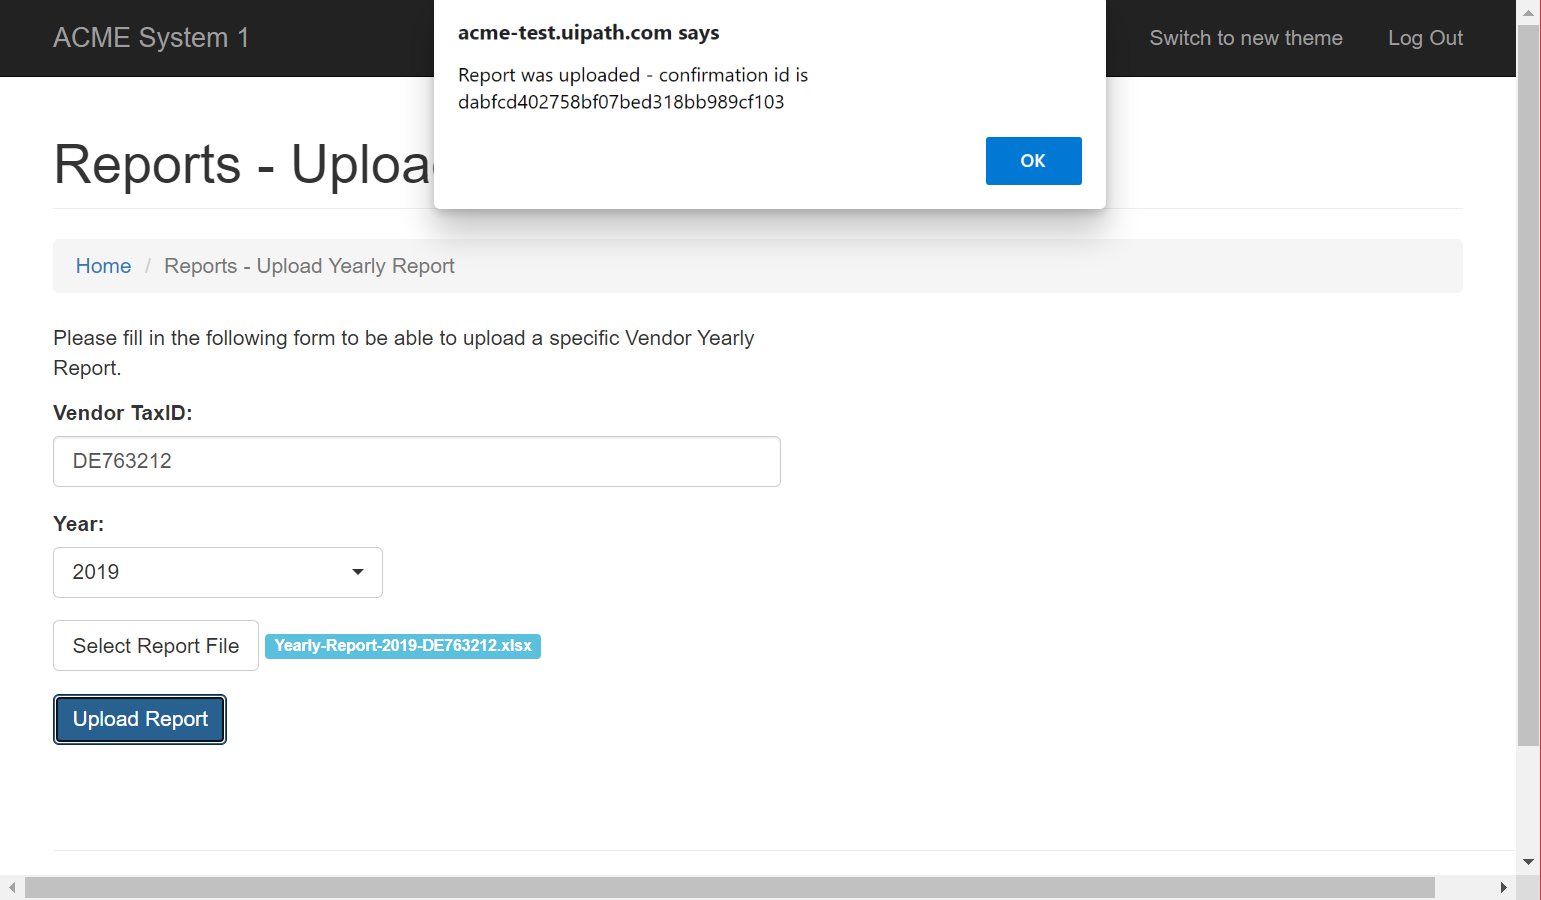 ACME System 1
Switch to new theme
Log Out
acme-test.uipath.com says
Report was uploaded - confirmation id is
dabfcd402758bf07bed318bb989cf103
OK
Reports - Uploa
Home / Reports - Upload Yearly Report
Please fill in the following form to be able to upload a specific Vendor Yearly
Report.
Vendor TaxID:
DE763212
Year:
2019
Select Report File
Yearly-Report-2019-DE763212.xlsx
Upload Report